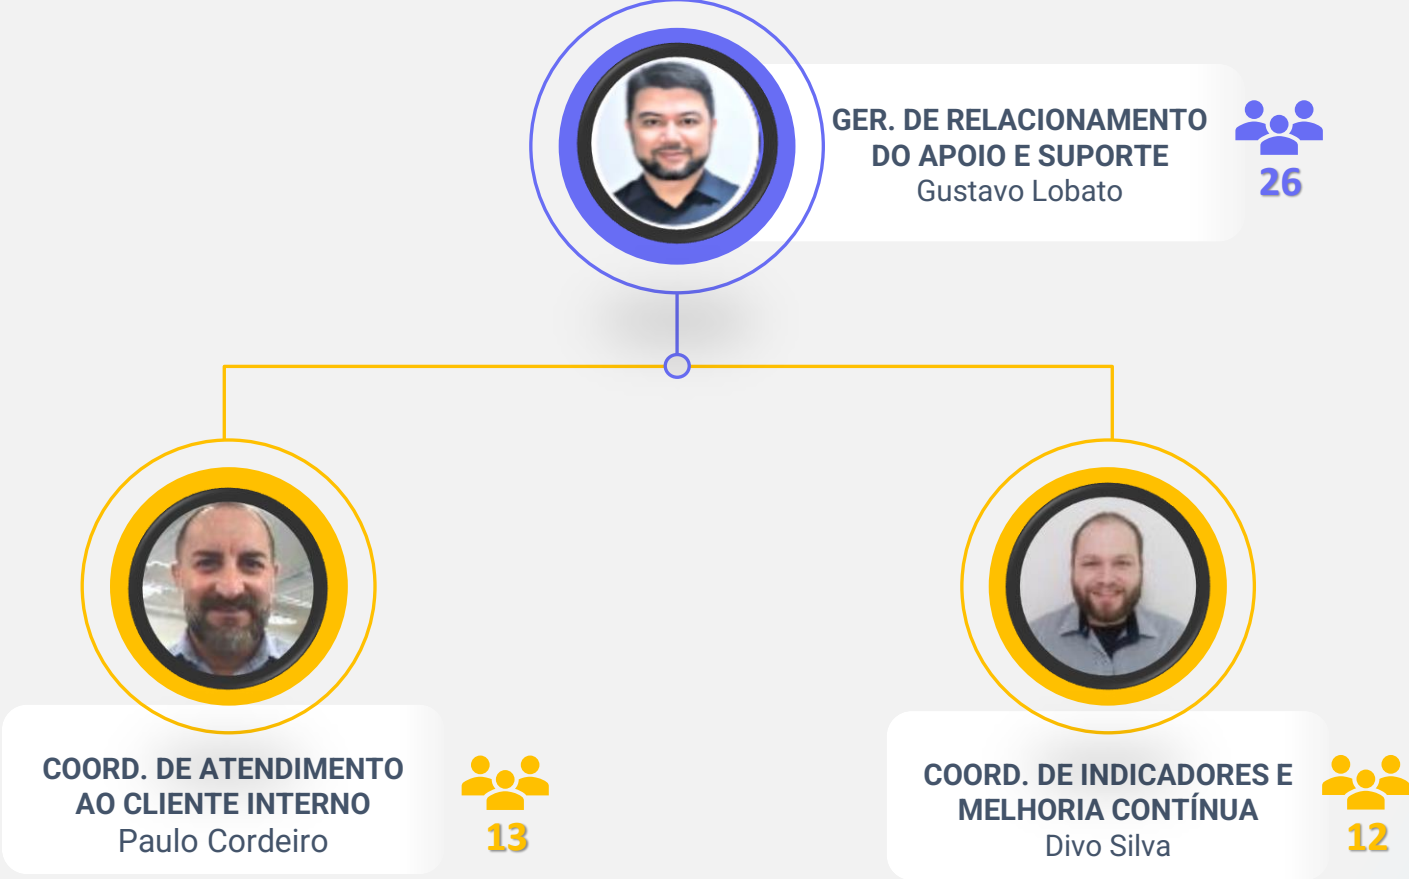 GER. DE RELACIONAMENTO
DO APOIO E SUPORTE
Gustavo Lobato
26
COORD. DE ATENDIMENTO
AO CLIENTE INTERNO
Paulo Cordeiro
13
COORD. DE INDICADORES E
MELHORIA CONTÍNUA
Divo Silva
12